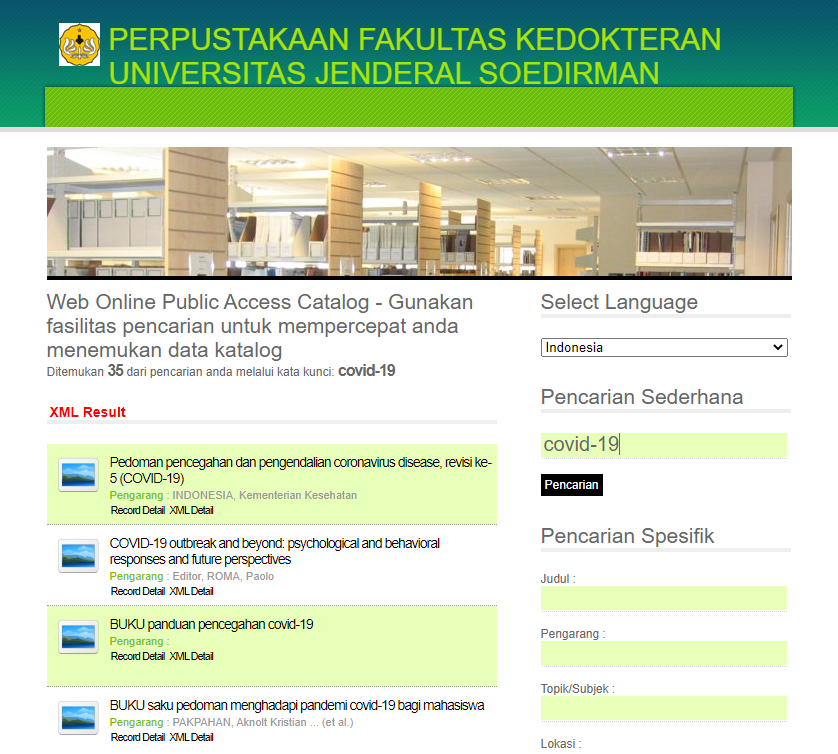 PERPUSTAKAAN FAKULTAS KEDOKTERAN
UNIVERSITAS JENDERAL SOEDIRMAN
Web Online Public Access Catalog - Gunakan
fasilitas pencarian untuk mempercepat anda
menemukan data katalog
Ditemukan 35 dari pencarian anda melalui kata kunci: covid-19
XML Result
Pedoman pencegahan dan pengendalian coronavirus disease, revisi ke-
5 (COVID-19)
Pengarang : INDONESIA, Kementerian Kesehatan
Record Detail XML Detail
COVID-19 outbreak and beyond: psychological and behavioral
responses and future perspectives
Pengarang : Editor, ROMA, Paolo
Record Detail XML Detail
BUKU panduan pencegahan covid-19
Pengarang :
Record Detail XML Detail
BUKU saku pedoman menghadapi pandemi covid-19 bagi mahasiswa
Pengarang : PAKPAHAN, Aknolt Kristian ... (et al.)
Record Detail XML Detail
Select Language
Indonesia
Pencarian Sederhana
covid-19
Pencarian
Pencarian Spesifik
Judul :
Pengarang :
Topik/Subjek :
Lokasi :